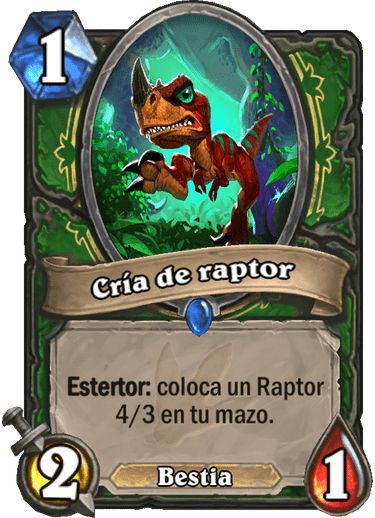 1
Cría de raptor
Estertor: coloca un Raptor
4/3 en tu mazo.
2
Bestia
1